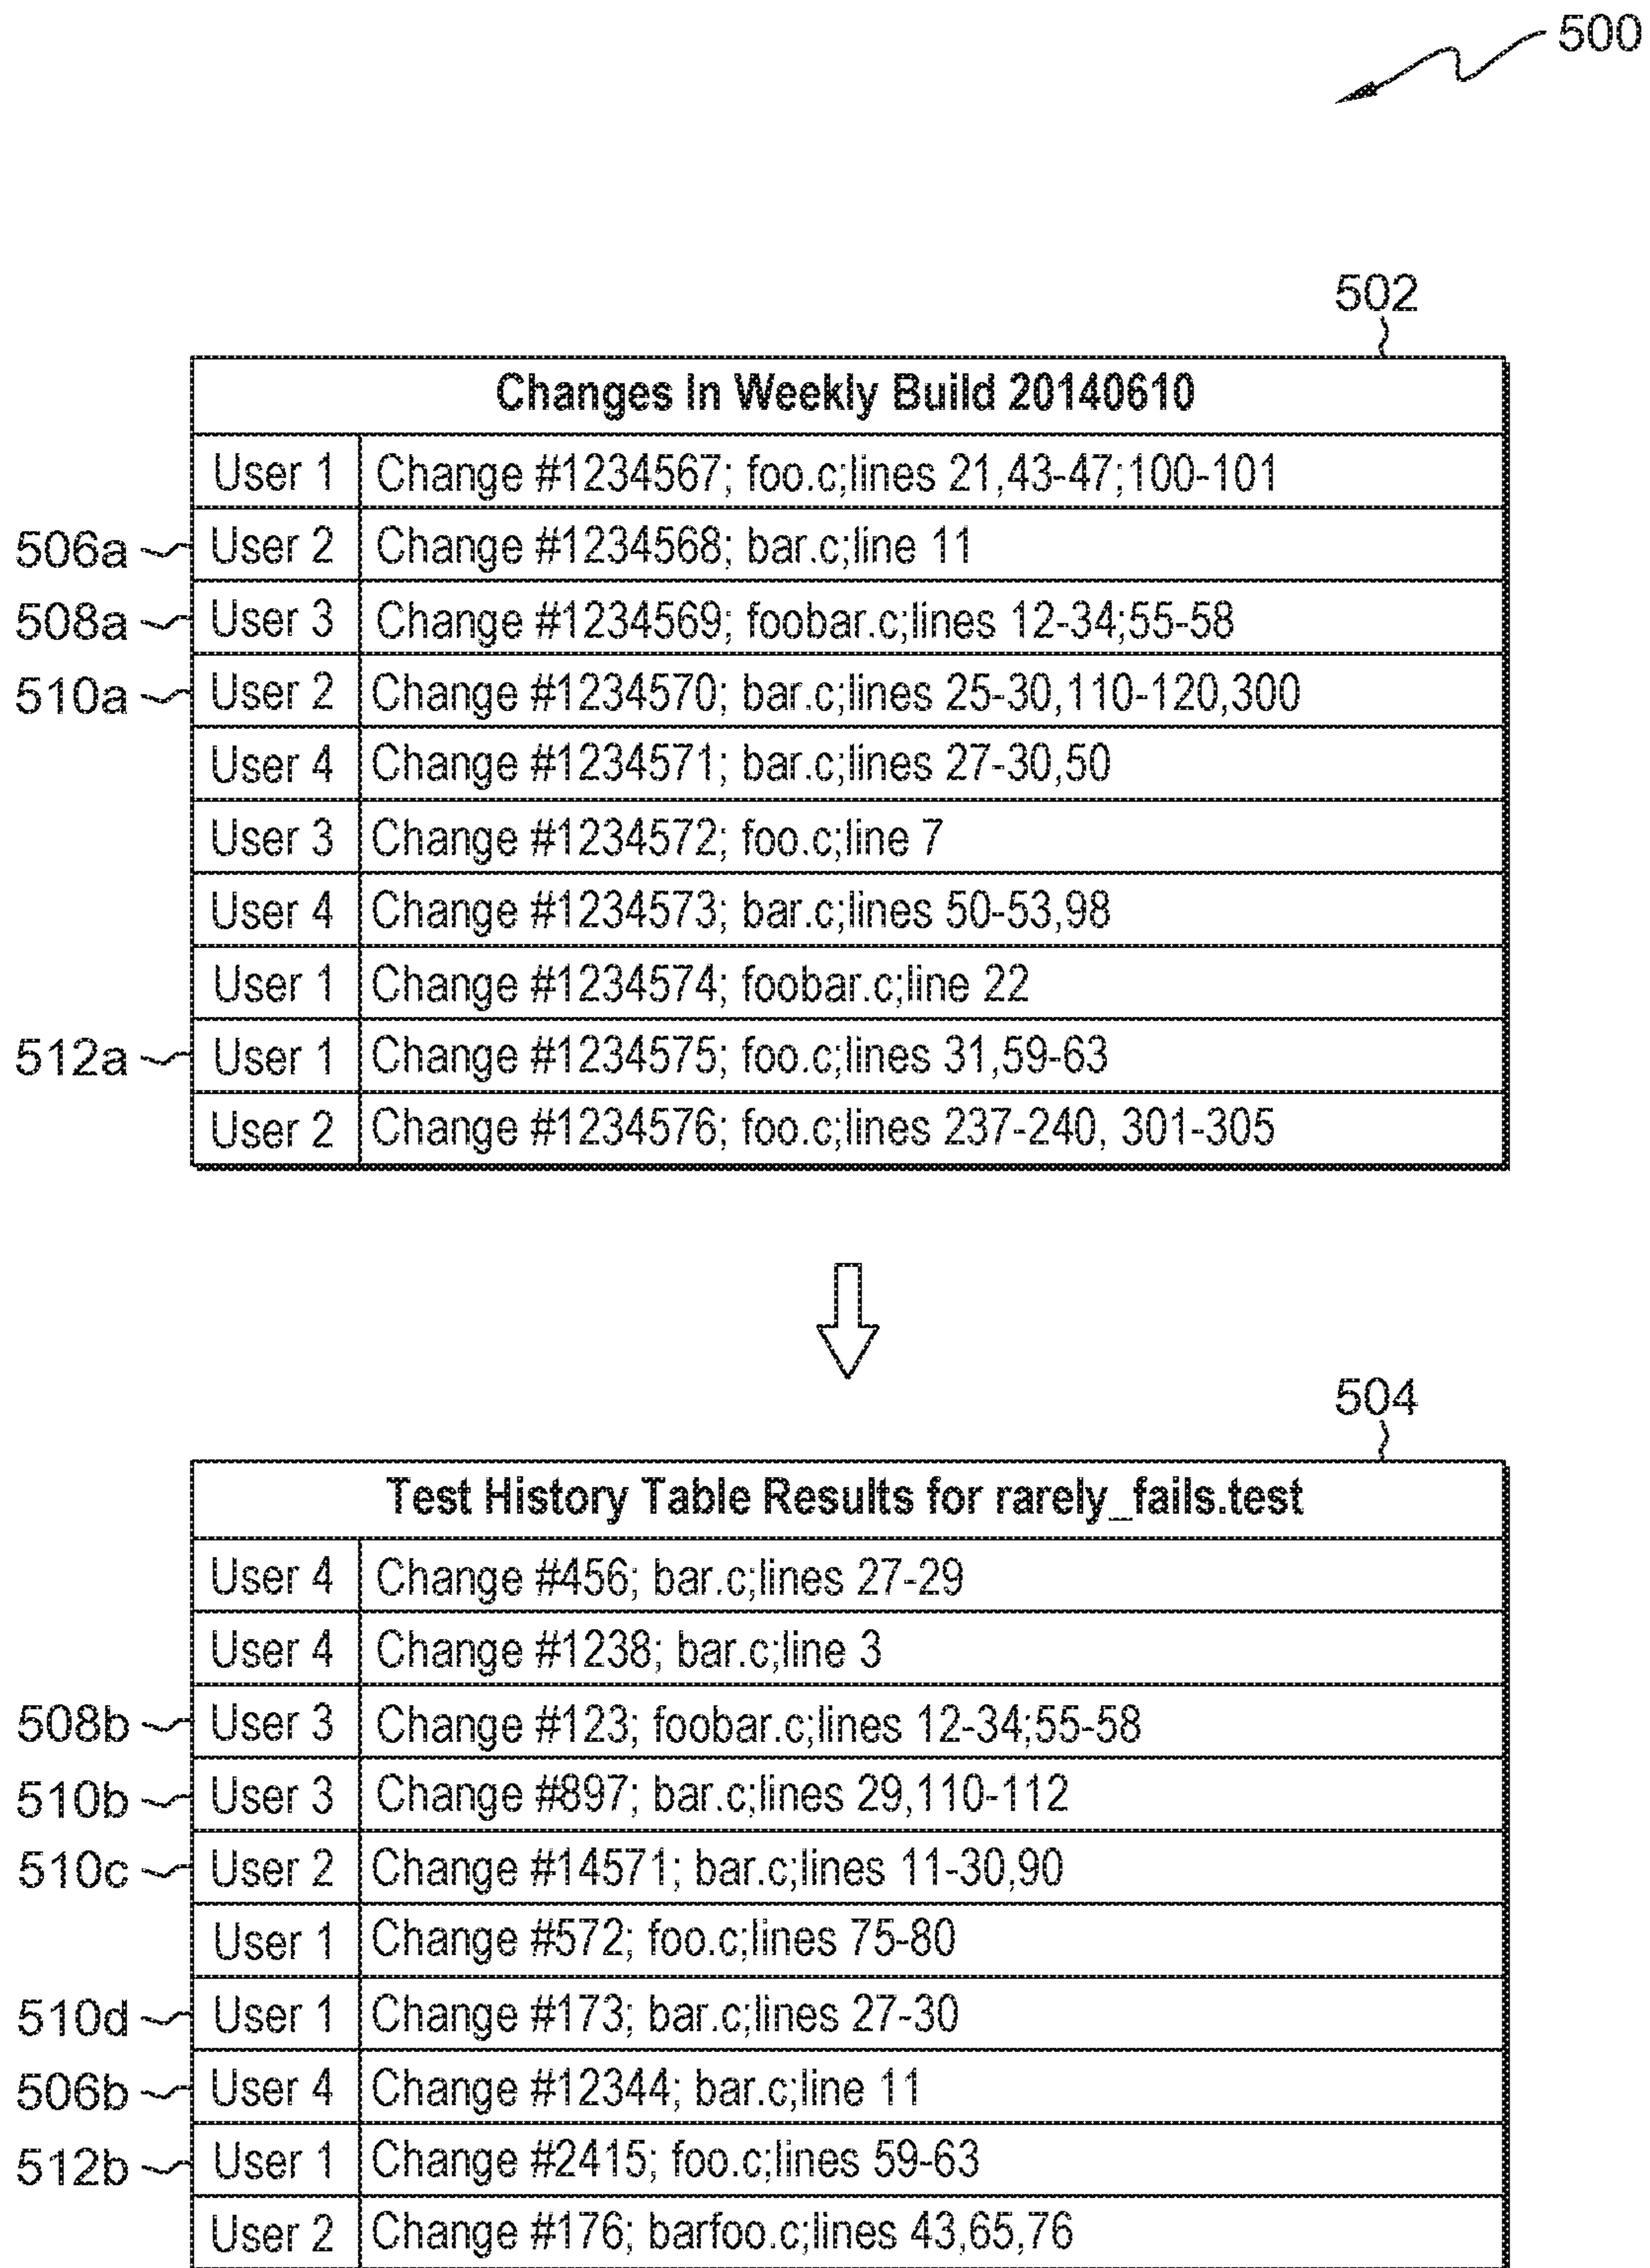 500
502
Changes In Weekly Build 20140610
User 1 Change #1234567; foo.c;lines 21,43-47;100-101
506a User 2 Change #1234568; bar.c;line 11
508a User 3 Change #1234569; foobar.c;lines 12-34;55-58
510a User 2 Change #1234570; bar.c;lines 25-30,110-120,300
User 4 Change #1234571; bar.c;lines 27-30,50
User 3 Change #1234572; foo.c;line 7
User 4 Change #1234573; bar.c;lines 50-53,98
User 1 Change #1234574; foobar.c;line 22
512a User 1 Change #1234575; foo.c;lines 31,59-63
User 2 Change #1234576; foo.c;lines 237-240, 301-305
504
Test History Table Results for rarely_fails.test
User 4 Change #456; bar.c;lines 27-29
User 4 Change #1238; bar.c;line 3
508b User 3 Change #123; foobar.c;lines 12-34;55-58
510b User 3 Change #897; bar.c;lines 29,110-112
510c User 2 Change #14571; bar.c;lines 11-30,90
User 1 Change #572; foo.c;lines 75-80
510d User 1 Change #173; bar.c;lines 27-30
506b User 4 Change #12344; bar.c;line 11
512b User 1 Change #2415; foo.c;lines 59-63
User 2 Change #176; barfoo.c;lines 43,65,76